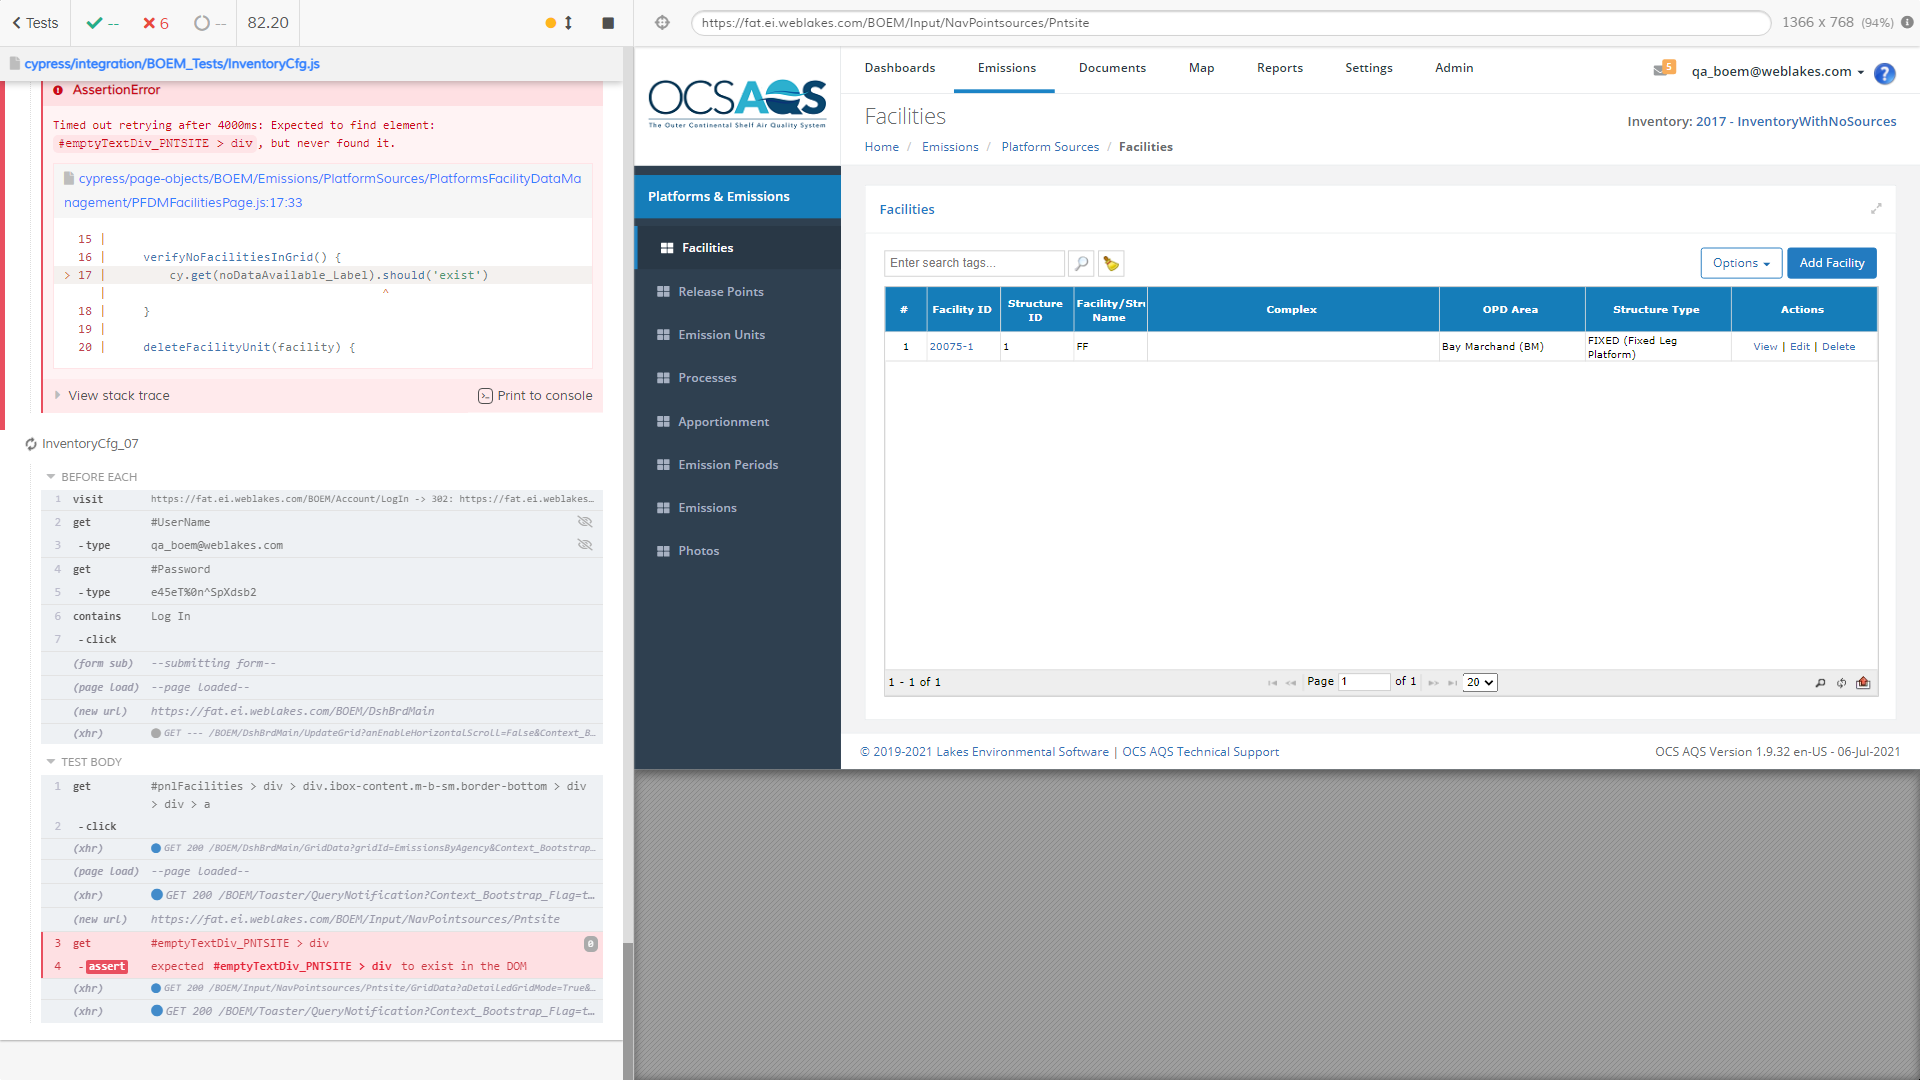 Tests
--
6
--
82.20
cypress/integration/BOEM_Tests/InventoryCfg.js
AssertionError
Timed out retrying after 4000ms: Expected to find element:
#emptyTextDiv_PNTSITE > div , but never found it.
cypress/page-objects/BOEM/Emissions/PlatformSources/PlatformsFacilityDataMa
nagement/PFDMFacilitiesPage.js:17:33
15 |
16 | verifyNoFacilitiesInGrid() {
> 17 | cy.get(noDataAvailable_Label).should('exist')
| ^
18 | }
19 |
20 | deleteFacilityUnit(facility) {
View stack trace
Print to console
InventoryCfg_07
BEFORE EACH
1 visit https://fat.ei.weblakes.com/BOEM/Account/LogIn -> 302: https://fat.ei.weblakes...
2 get #UserName
3 -type qa_boem@weblakes.com
4 get #Password
5 -type e45eT%0n^SpXdsb2
6 contains Log In
7 -click
(form sub) --submitting form--
(page load) --page loaded--
(new url) https://fat.ei.weblakes.com/BOEM/DshBrdMain
(xhr) GET --- /BOEM/DshBrdMain/UpdateGrid?anEnableHorizontalScroll=False&Context_B...
TEST BODY
1 get #pnlFacilities > div > div.ibox-content.m-b-sm.border-bottom > div
> div > a
2 -click
(xhr) GET 200 /BOEM/DshBrdMain/GridData?gridId=EmissionsByAgency&Context_Bootstrap...
(page load) --page loaded--
(xhr) GET 200 /BOEM/Toaster/QueryNotification?Context_Bootstrap_Flag=t...
(new url) https://fat.ei.weblakes.com/BOEM/Input/NavPointsources/Pntsite
3 get #emptyTextDiv_PNTSITE > div 0
4 -assert expected #emptyTextDiv_PNTSITE > div to exist in the DOM
(xhr) GET 200 /BOEM/Input/NavPointsources/Pntsite/GridData?aDetailedGridMode=True&...
(xhr) GET 200 /BOEM/Toaster/QueryNotification?Context_Bootstrap_Flag=t...
https://fat.ei.weblakes.com/BOEM/Input/NavPointsources/Pntsite
1366 x 768 (94%)
OCSAQS
The Outer Continental Shelf Air Quality System
Dashboards Emissions Documents Map Reports Settings Admin
5
qa_boem@weblakes.com
?
Facilities
Inventory: 2017 - InventoryWithNoSources
Home / Emissions / Platform Sources / Facilities
Platforms & Emissions
Facilities
Release Points
Emission Units
Processes
Apportionment
Emission Periods
Emissions
Photos
Facilities
Enter search tags...
Options
Add Facility
# Facility ID Structure ID Facility/Stru Name Complex OPD Area Structure Type Actions
1 20075-1 1 FF Bay Marchand (BM) FIXED (Fixed Leg Platform) View | Edit | Delete
1 - 1 of 1
Page 1 of 1
20
© 2019-2021 Lakes Environmental Software | OCS AQS Technical Support
OCS AQS Version 1.9.32 en-US - 06-Jul-2021